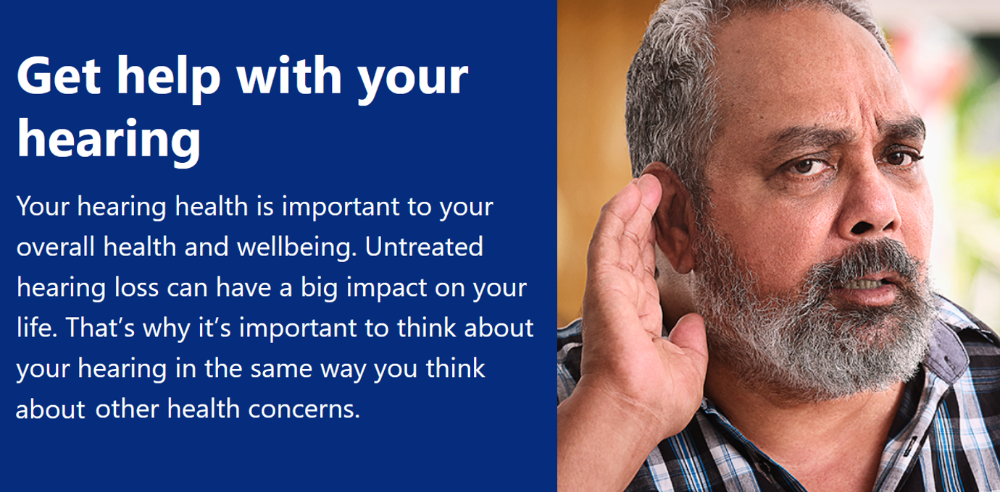 Get help with your
hearing
Your hearing health is important to your
overall health and wellbeing. Untreated
hearing loss can have a big impact on your
life. That’s why it’s important to think about
your hearing in the same way you think
about other health concerns.